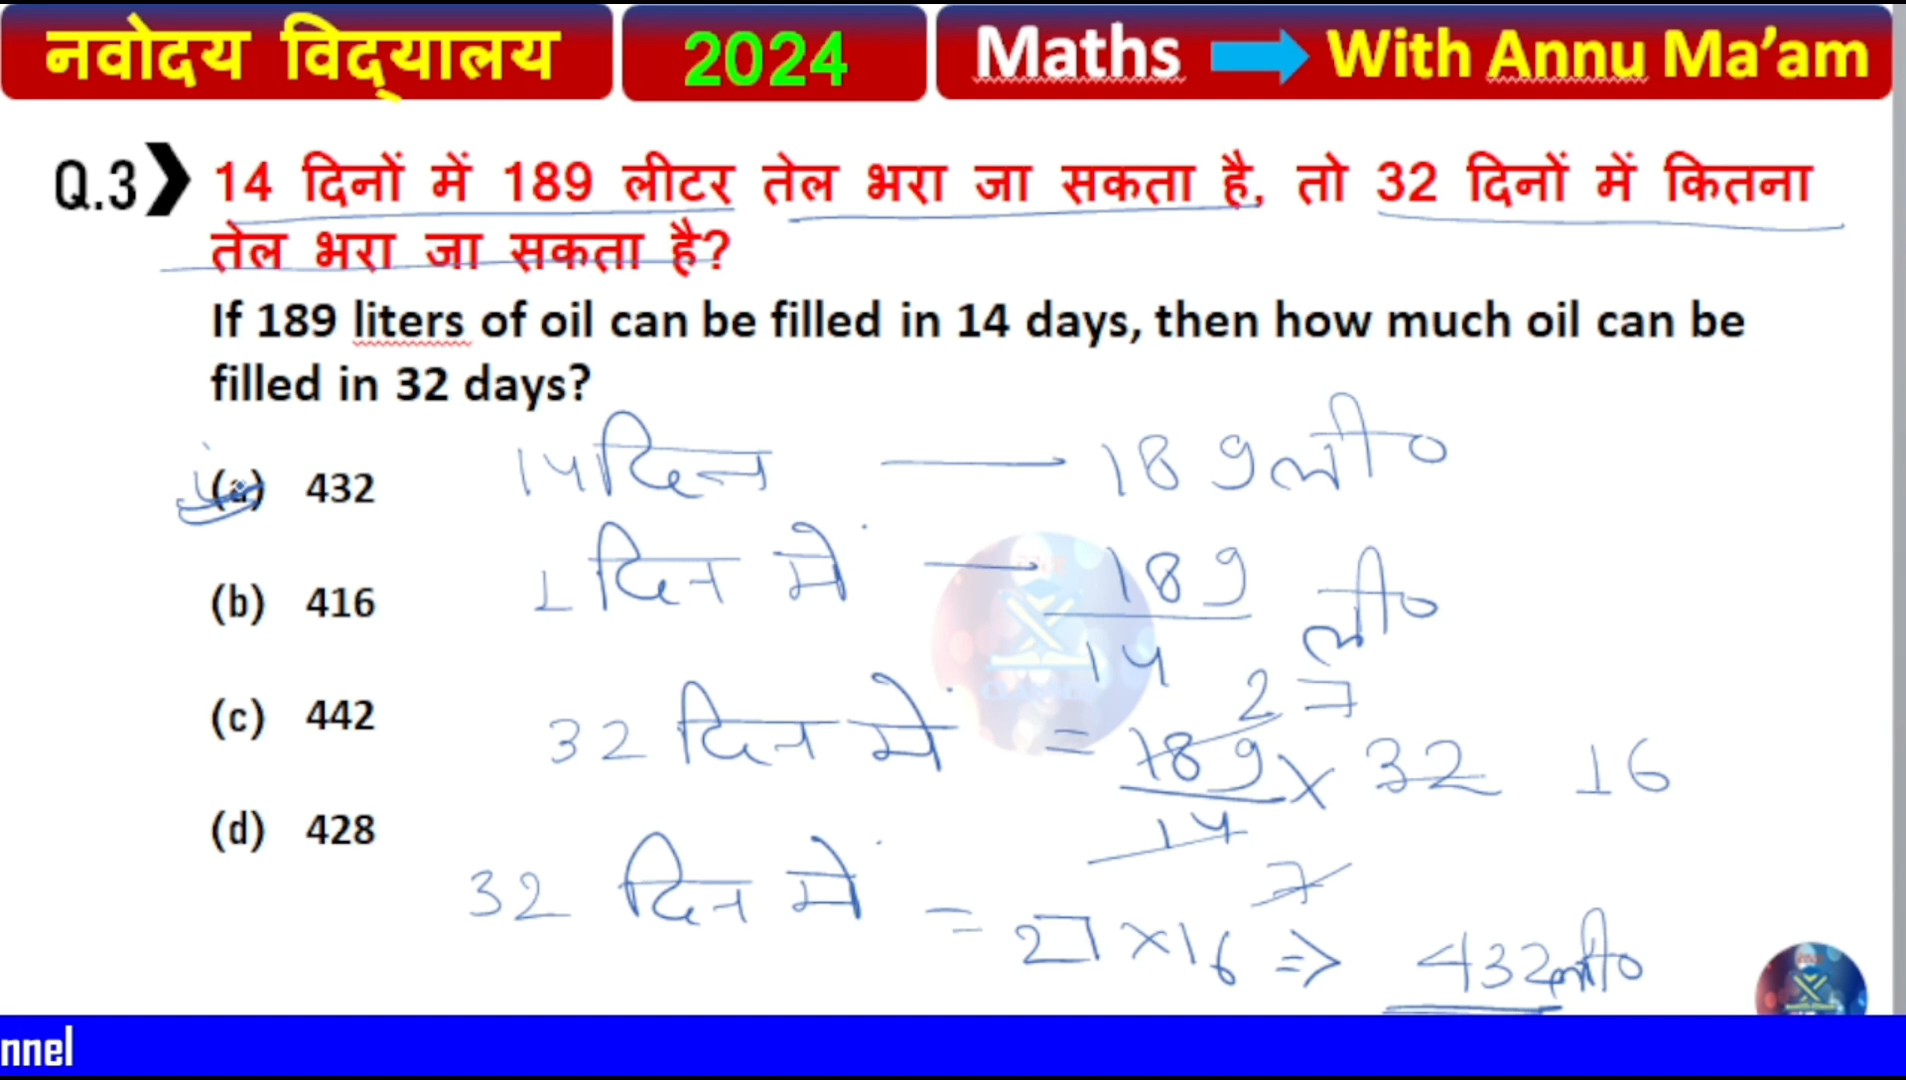 नवोदय विद्यालय 2024 Maths With Annu Ma'am
Q.3 14 दिनों में 189 लीटर तेल भरा जा सकता है, तो 32 दिनों में कितना
तेल भरा जा सकता है?
If 189 liters of oil can be filled in 14 days, then how much oil can be
filled in 32 days?
(a) 432
(b) 416
(c) 442
(d) 428
14 दिन — 189 ली०
1 दिन में — 189/14 ली०
32 दिन में = 189/14 × 32 27 16 7
32 दिन में = 27 × 16 ⇒ 432 ली०
nnel